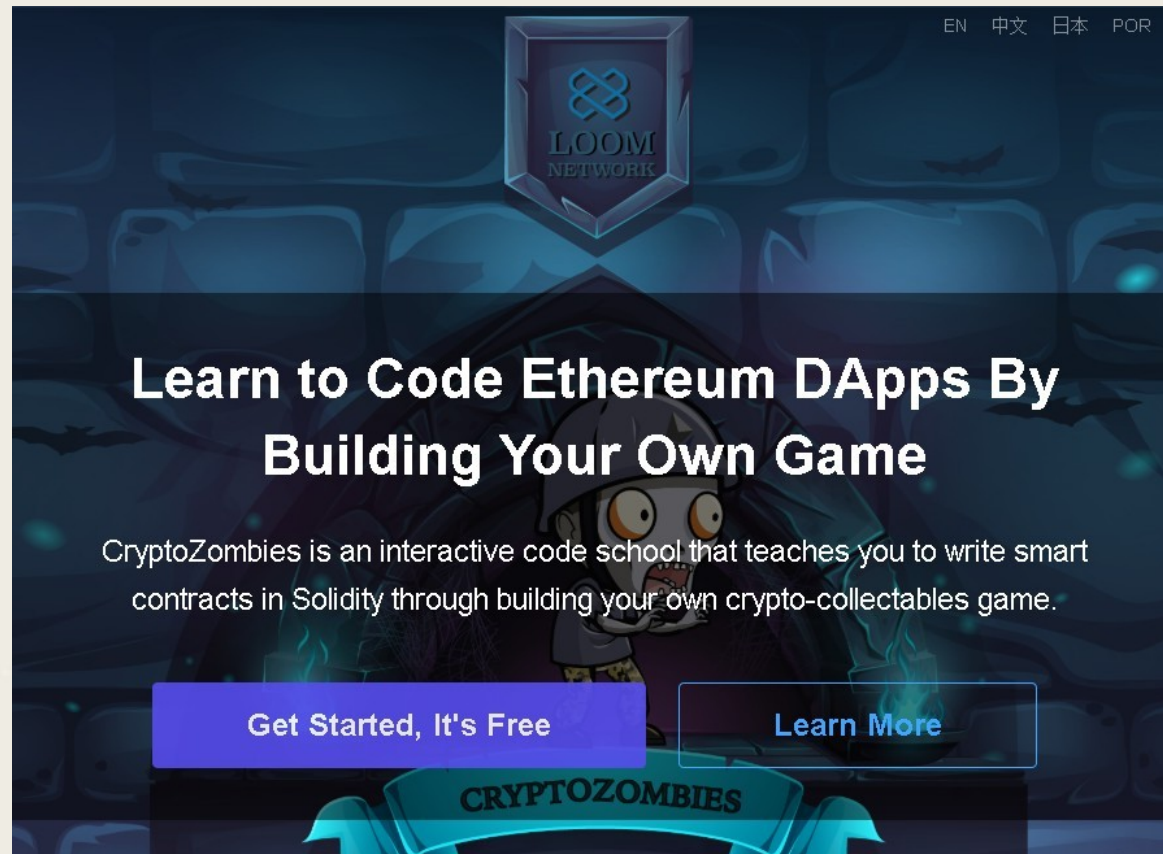 EN 中文 日本 POR
LOOM
NETWORK
Learn to Code Ethereum DApps By
Building Your Own Game
CryptoZombies is an interactive code school that teaches you to write smart
contracts in Solidity through building your own crypto-collectables game.
Get Started, It's Free
Learn More
CRYPTOZOMBIES